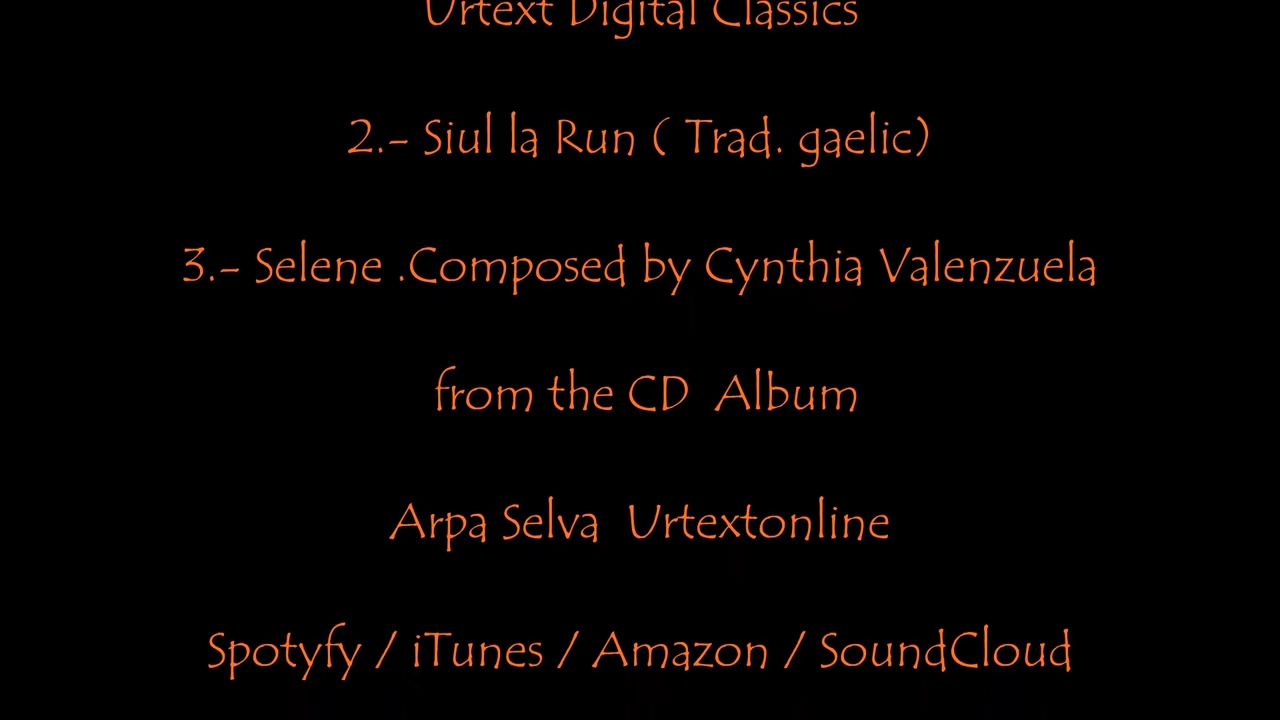 Urtext Digital Classics
2.- Siul la Run ( Trad. gaelic)
3.- Selene .Composed by Cynthia Valenzuela
from the CD  Album
Arpa Selva  Urtextonline
Spotyfy / iTunes / Amazon / SoundCloud